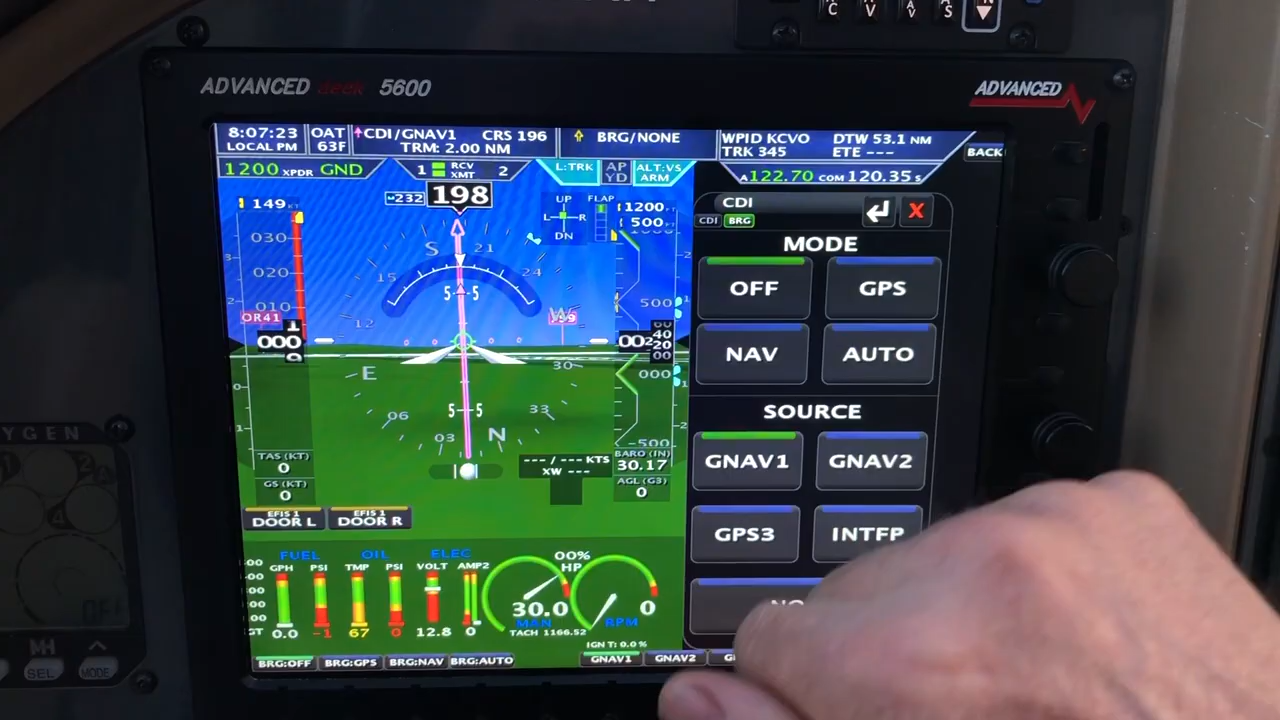 ADVANCED deck 5600
ADVANCED
8:07:23 LOCAL PM
OAT 63F
CDI/GNAV1 CRS 196
TRM: 2.00 NM
BRG/NONE
WPID KCVO DTW 53.1 NM
TRK 345 ETE ---
BACK
1200 XPDR GND
1 RCV XMT 2
L:TRK
AP YD
ALT:VS ARM
A 122.70 COM 120.35 S
149 KT
M232
198
UP
L R
DN
FLAP
1200
500
CDI
CDI BRG
X
MODE
OFF GPS
NAV AUTO
SOURCE
GNAV1 GNAV2
GPS3 INTFP
NO
030
020
010
OR41
000
S
21
15
24
12
W
E
30
06
33
03
N
5 5
5 5
500
000
-500
TAS (KT)
0
GS (KT)
0
--- / --- KTS
XW ---
BARO (IN)
30.17
AGL (G3)
0
EFIS 1
DOOR L
EFIS 1
DOOR R
FUEL OIL ELEC
GPH PSI TMP PSI VOLT AMP2
0.0 -1 67 0 12.8 0
00%
HP
30.0
MAN
TACH 1166.52
0
RPM
IGN T: 0.0 %
BRG:OFF BRG:GPS BRG:NAV BRG:AUTO
GNAV1 GNAV2
SEL
MODE